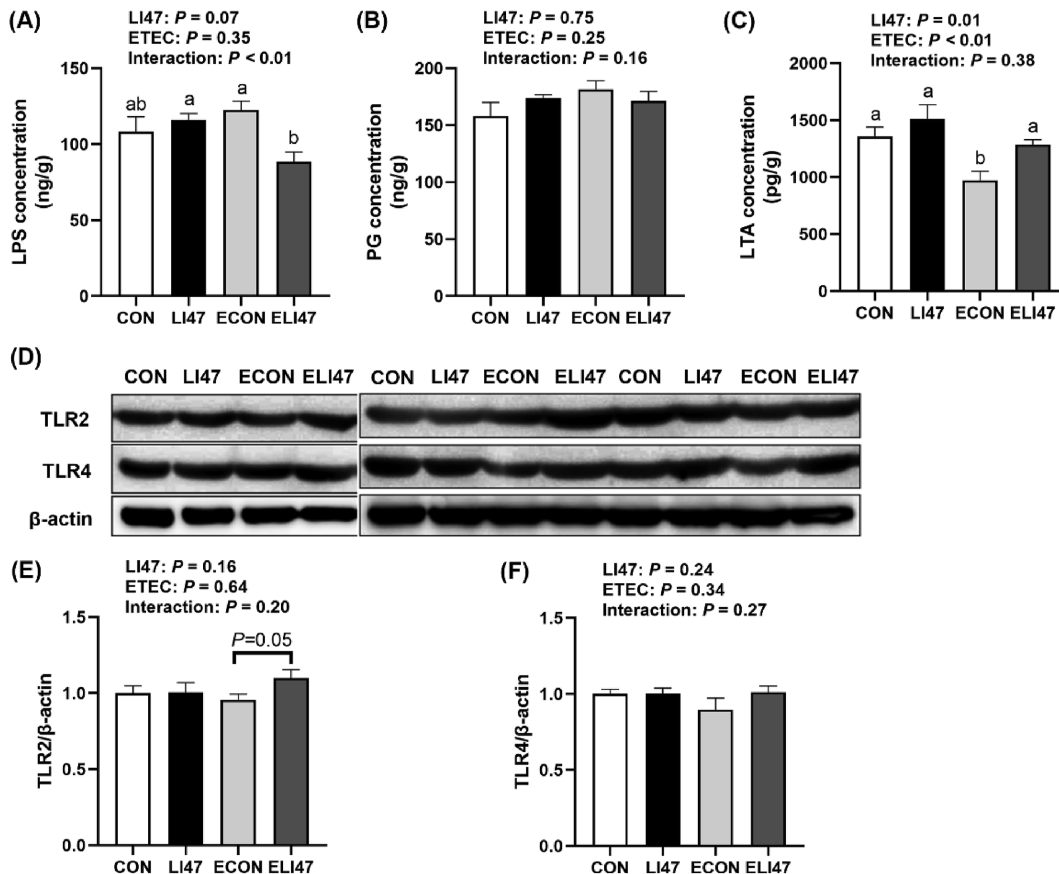 (A)
LI47: P = 0.07
ETEC: P = 0.35
Interaction: P < 0.01
LPS concentration
(ng/g)
150
100
50
0
ab
a
a
b
CON LI47 ECON ELI47
(B)
LI47: P = 0.75
ETEC: P = 0.25
Interaction: P = 0.16
PG concentration
(ng/g)
200
150
100
50
0
CON LI47 ECON ELI47
(C)
LI47: P = 0.01
ETEC: P < 0.01
Interaction: P = 0.38
LTA concentration
(pg/g)
2000
1500
1000
500
0
a
a
b
a
CON LI47 ECON ELI47
(D)
CON LI47 ECON ELI47 CON LI47 ECON ELI47 CON LI47 ECON ELI47
TLR2
TLR4
β-actin
(E)
LI47: P = 0.16
ETEC: P = 0.64
Interaction: P = 0.20
TLR2/β-actin
1.5
1.0
0.5
0.0
P=0.05
CON LI47 ECON ELI47
(F)
LI47: P = 0.24
ETEC: P = 0.34
Interaction: P = 0.27
TLR4/β-actin
1.5
1.0
0.5
0.0
CON LI47 ECON ELI47